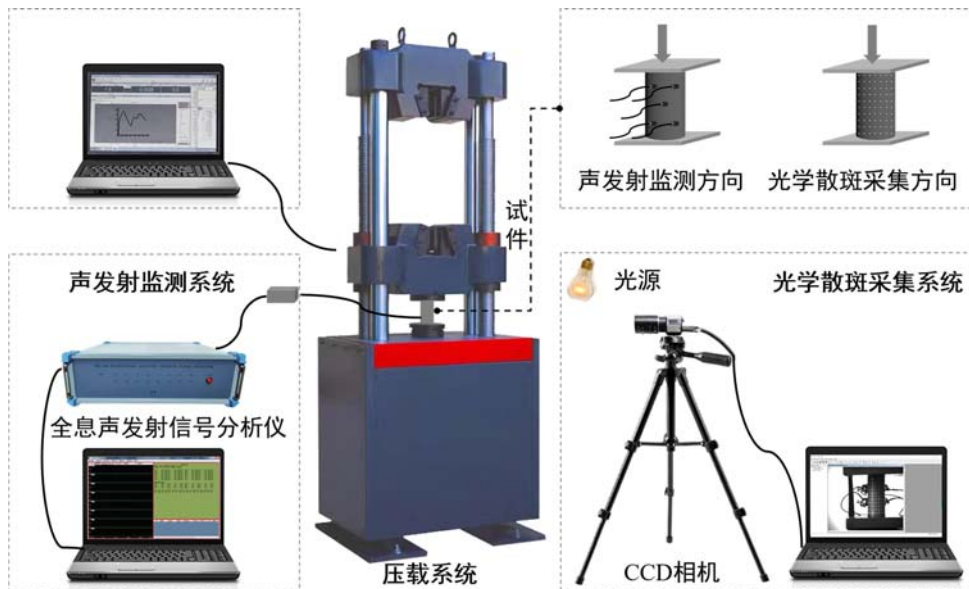 声发射监测方向
光学散斑采集方向
试件
声发射监测系统
光源
光学散斑采集系统
全息声发射信号分析仪
压载系统
CCD相机